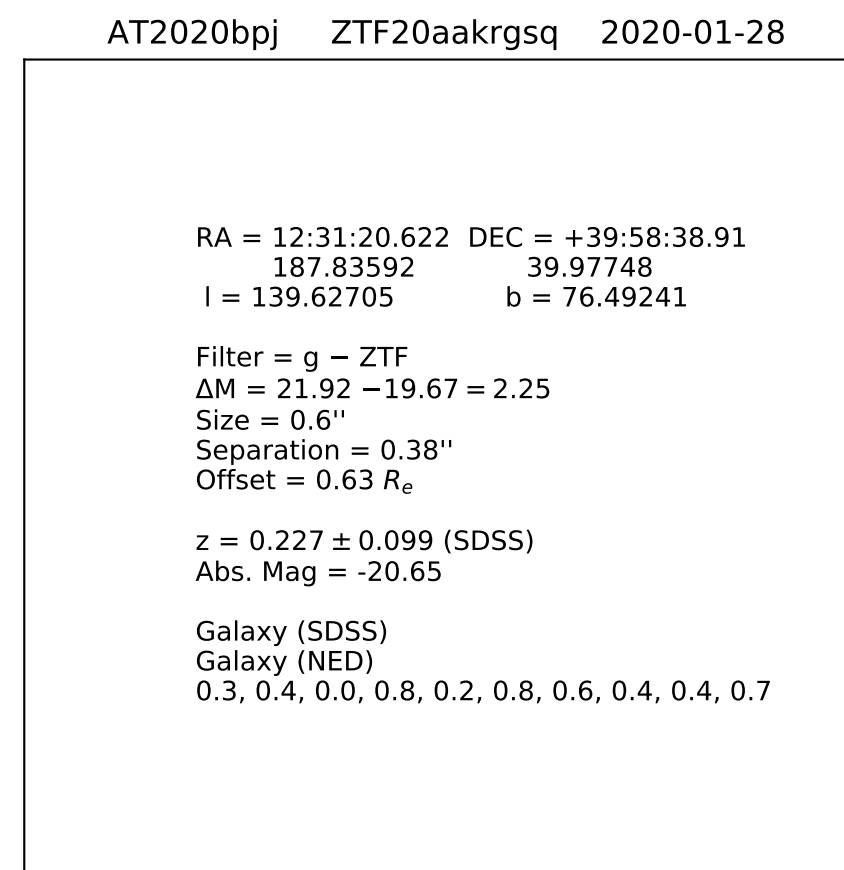 AT2020bpj ZTF20aakrgsq 2020-01-28
RA = 12:31:20.622 DEC = +39:58:38.91
187.83592 39.97748
l = 139.62705 b = 76.49241
Filter = g − ZTF
ΔM = 21.92 −19.67 = 2.25
Size = 0.6''
Separation = 0.38''
Offset = 0.63 Rₑ
z = 0.227 ± 0.099 (SDSS)
Abs. Mag = -20.65
Galaxy (SDSS)
Galaxy (NED)
0.3, 0.4, 0.0, 0.8, 0.2, 0.8, 0.6, 0.4, 0.4, 0.7